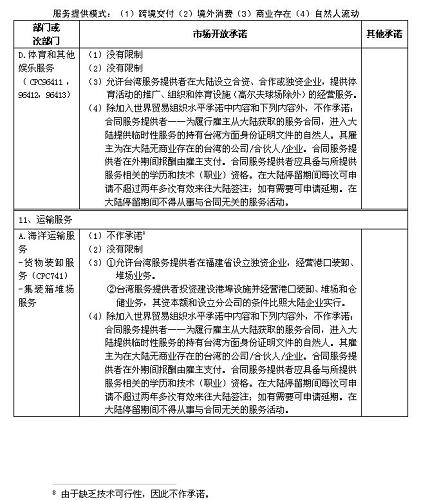 服务提供模式：（1）跨境交付（2）境外消费（3）商业存在（4）自然人流动
部门或
次部门
市场开放承诺
其他承诺
D.体育和其他
娱乐服务
（CPC96411，
96412，96413）
（1）没有限制
（2）没有限制
（3）允许台湾服务提供者在大陆设立合资、合作或独资企业，提供体
育活动的推广、组织和体育设施（高尔夫球场除外）的经营服务。
（4）除加入世界贸易组织水平承诺中内容和下列内容外，不作承诺：
合同服务提供者——为履行雇主从大陆获取的服务合同，进入大
陆提供临时性服务的持有台湾方面身份证明文件的自然人。其雇
主为在大陆无商业存在的台湾的公司/合伙人/企业。合同服务提
供者在外期间报酬由雇主支付。合同服务提供者应具备与所提供
服务相关的学历和技术（职业）资格。在大陆停留期间每次可申
请不超过两年多次有效来往大陆签注；如有需要可申请延期。在
大陆停留期间不得从事与合同无关的服务活动。
11、运输服务
A.海洋运输服
务
-货物装卸服
务（CPC741）
-集装箱堆场
服务
（1）不作承诺⁸
（2）没有限制
（3）①允许台湾服务提供者在福建省设立独资企业，经营港口装卸、
堆场业务。
②台湾服务提供者投资建设港埠设施并经营港口装卸、堆场和仓
储业务，其资本额和设立分公司的条件比照大陆企业实行。
（4）除加入世界贸易组织水平承诺中内容和下列内容外，不作承诺：
合同服务提供者——为履行雇主从大陆获取的服务合同，进入大
陆提供临时性服务的持有台湾方面身份证明文件的自然人。其雇
主为在大陆无商业存在的台湾的公司/合伙人/企业。合同服务提
供者在外期间报酬由雇主支付。合同服务提供者应具备与所提供
服务相关的学历和技术（职业）资格。在大陆停留期间每次可申
请不超过两年多次有效来往大陆签注；如有需要可申请延期。在
大陆停留期间不得从事与合同无关的服务活动。
⁸ 由于缺乏技术可行性，因此不作承诺。